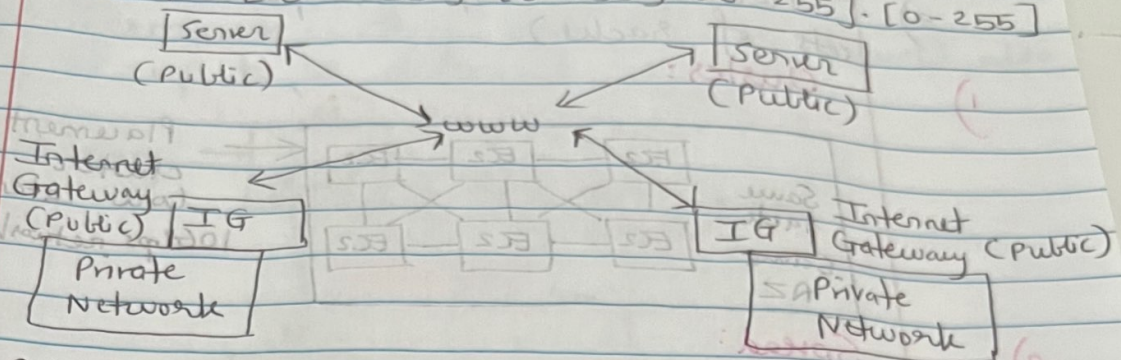 255].[0-255]
Server
(Public)
Server
(Public)
www
Internet
Gateway
(Public)
IG
Private
Network
IG
Internet
Gateway (Public)
Private
Network